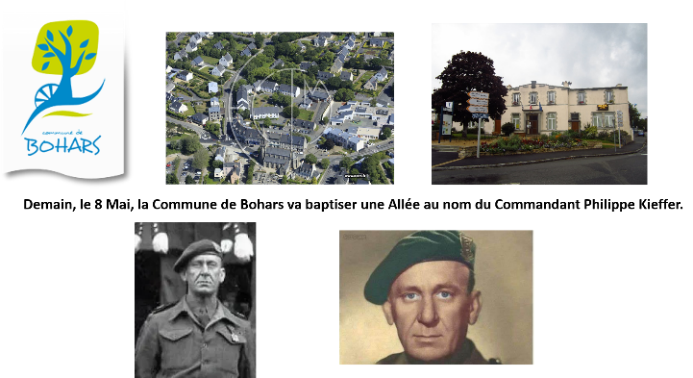 commune de
BOHARS
Demain, le 8 Mai, la Commune de Bohars va baptiser une Allée au nom du Commandant Philippe Kieffer.